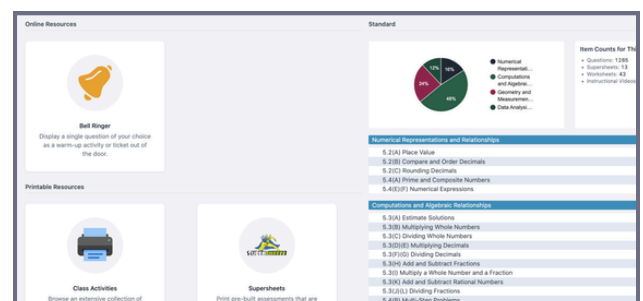 Online Resources
Bell Ringer
Display a single question of your choice
as a warm-up activity or ticket out of
the door.
Printable Resources
Class Activities
Browse an extensive collection of
Supersheets
Print pre-built assessments that are
Standard
12%
16%
24%
48%
Numerical
Representati...
Computations
and Algebrai...
Geometry and
Measuremen...
Data Analysi...
Item Counts for Thi
Questions: 1285
Supersheets: 13
Worksheets: 43
Instructional Videos
Numerical Representations and Relationships
5.2(A) Place Value
5.2(B) Compare and Order Decimals
5.2(C) Rounding Decimals
5.4(A) Prime and Composite Numbers
5.4(E)(F) Numerical Expressions
Computations and Algebraic Relationships
5.3(A) Estimate Solutions
5.3(B) Multiplying Whole Numbers
5.3(C) Dividing Whole Numbers
5.3(D)(E) Multiplying Decimals
5.3(F)(G) Dividing Decimals
5.3(H) Add and Subtract Fractions
5.3(I) Multiply a Whole Number and a Fraction
5.3(K) Add and Subtract Rational Numbers
5.3(J)(L) Dividing Fractions
5.4(B) Multi-Step Problems